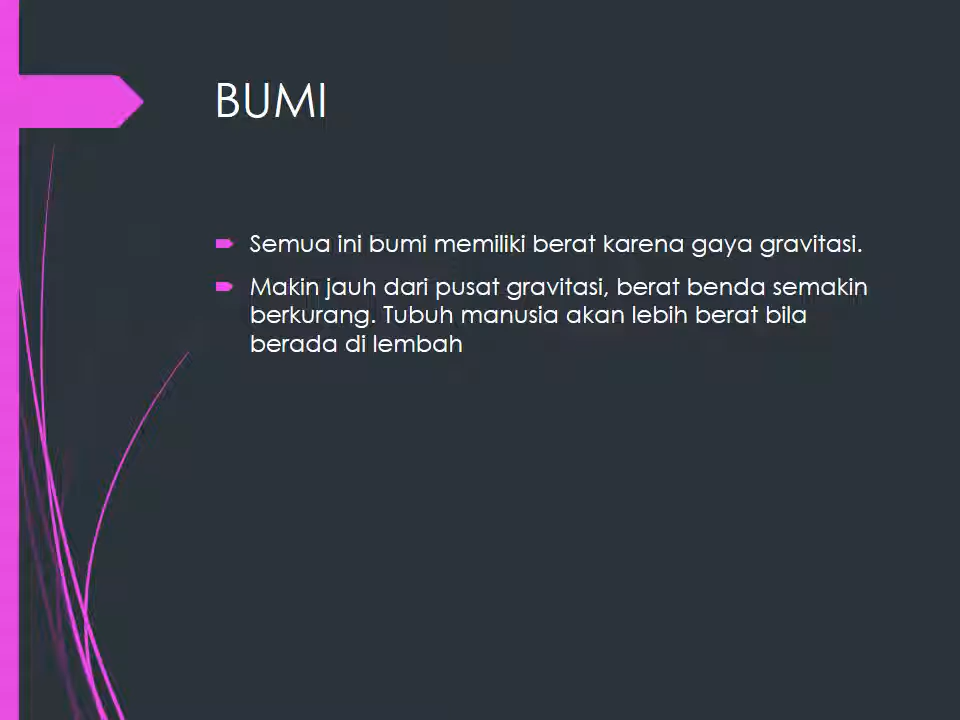 BUMI
Semua ini bumi memiliki berat karena gaya gravitasi.
Makin jauh dari pusat gravitasi, berat benda semakin
berkurang. Tubuh manusia akan lebih berat bila
berada di lembah